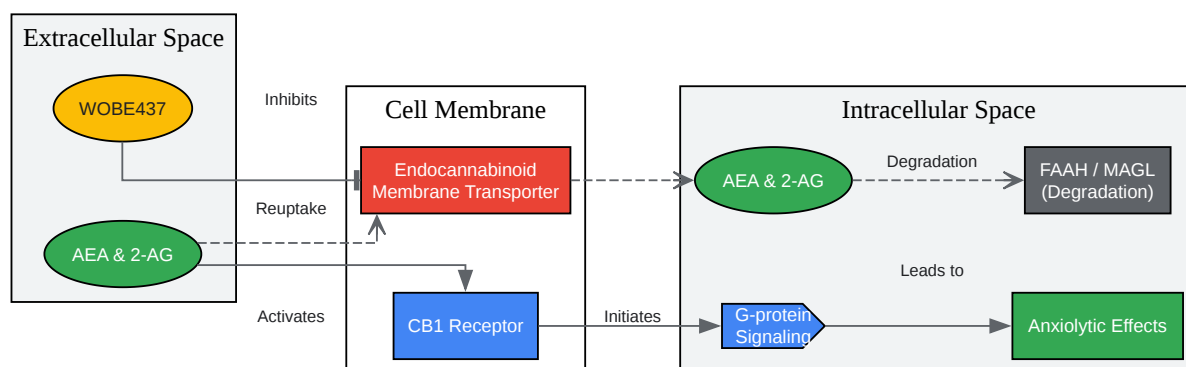 Extracellular Space
WOBE437
Inhibits
Cell Membrane
Intracellular Space
Endocannabinoid
Membrane Transporter
AEA & 2-AG
Degradation
FAAH / MAGL
(Degradation)
Reuptake
AEA & 2-AG
Leads to
Activates
CB1 Receptor
Initiates
G-protein
Signaling
Anxiolytic Effects